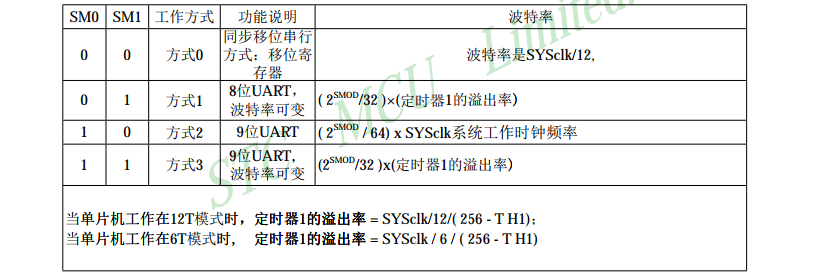 SM0 SM1 工作方式 功能说明 波特率
0 0 方式0 同步移位串行方式：移位寄存器 波特率是SYSclk/12,
0 1 方式1 8位UART，波特率可变 ( 2^SMOD/32 )×(定时器1的溢出率)
1 0 方式2 9位UART ( 2^SMOD / 64) x SYSclk系统工作时钟频率
1 1 方式3 9位UART，波特率可变 (2^SMOD/32 )x(定时器1的溢出率)
当单片机工作在12T模式时，定时器1的溢出率 = SYSclk/12/( 256 - T H1);
当单片机工作在6T模式时， 定时器1的溢出率 = SYSclk / 6 / ( 256 - TH1)
STC MCU Limited